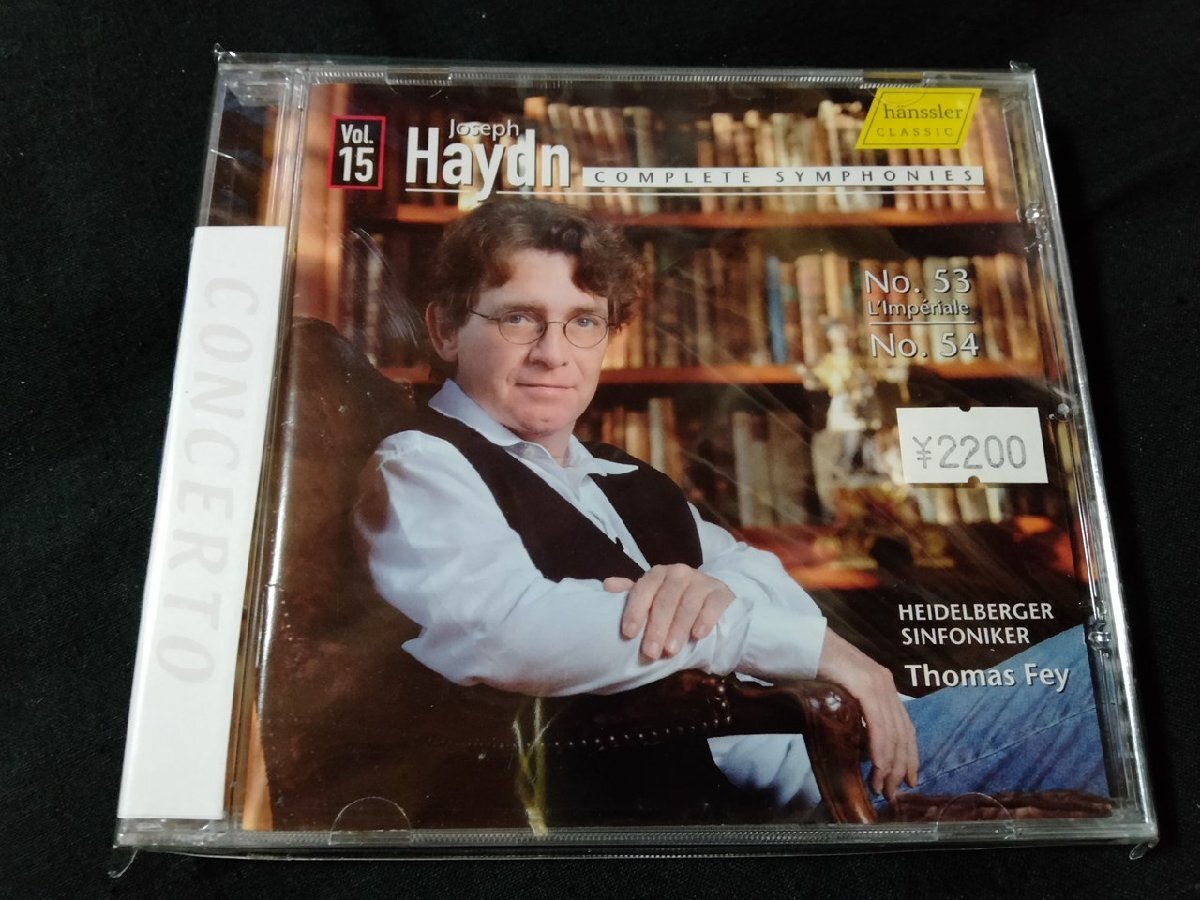 Vol.
15
Joseph
Haydn
COMPLETE SYMPHONIES
hänssler
CLASSIC
No. 53
L'Impériale
No. 54
¥2200
HEIDELBERGER
SINFONIKER
Thomas Fey
CONCERTO